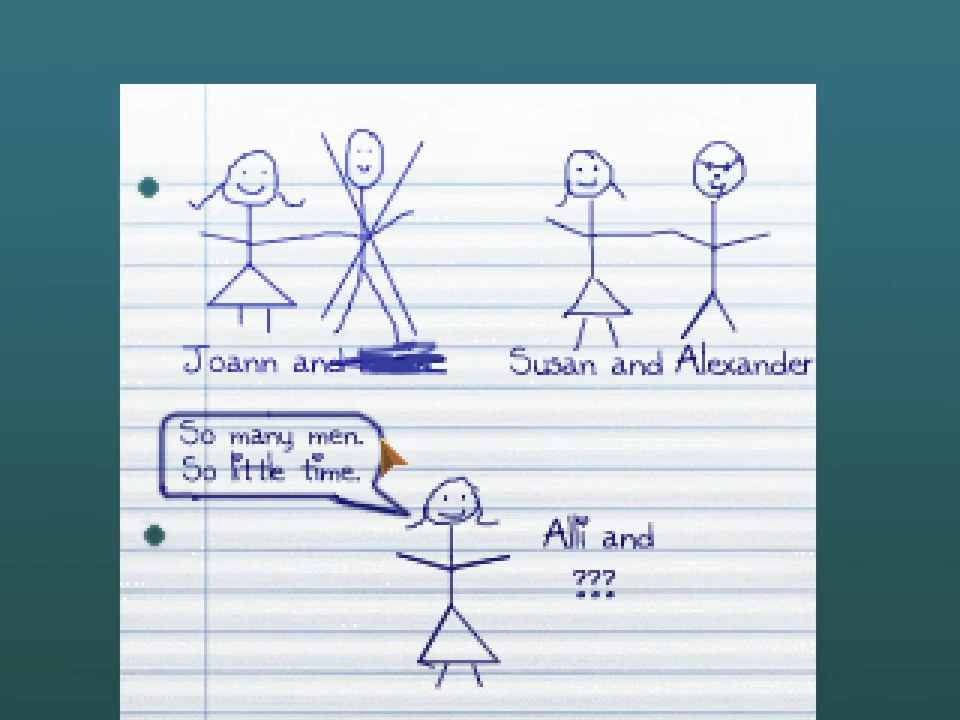 Joann and
Susan and Alexander
So many men.
So little time.
Alli and
???